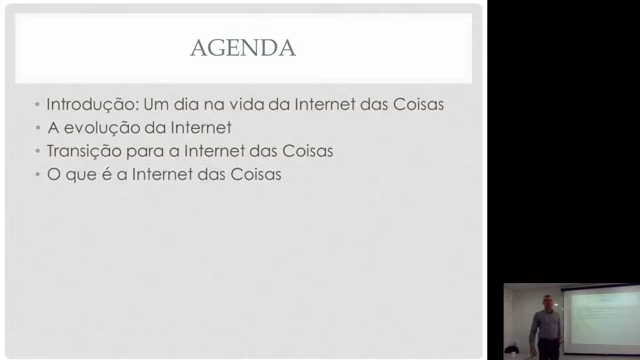 AGENDA
• Introdução: Um dia na vida da Internet das Coisas
• A evolução da Internet
• Transição para a Internet das Coisas
• O que é a Internet das Coisas